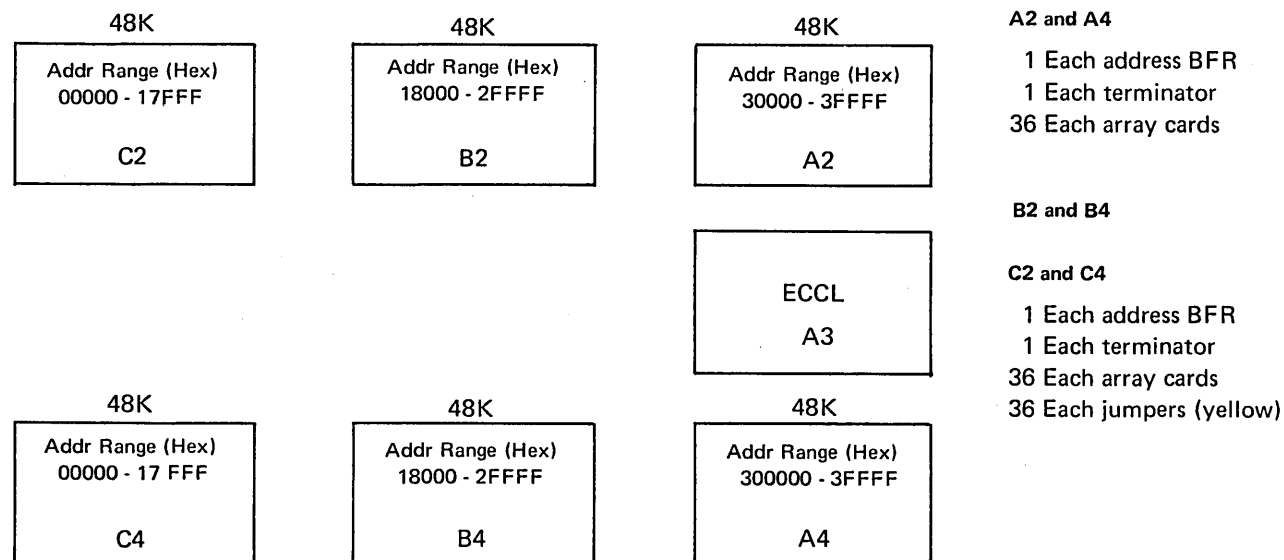 48K
Addr Range (Hex)
00000 - 17FFF
C2
48K
Addr Range (Hex)
18000 - 2FFFF
B2
48K
Addr Range (Hex)
30000 - 3FFFF
A2
ECCL
A3
48K
Addr Range (Hex)
00000 - 17 FFF
C4
48K
Addr Range (Hex)
18000 - 2FFFF
B4
48K
Addr Range (Hex)
300000 - 3FFFF
A4
A2 and A4
1 Each address BFR
1 Each terminator
36 Each array cards
B2 and B4
C2 and C4
1 Each address BFR
1 Each terminator
36 Each array cards
36 Each jumpers (yellow)